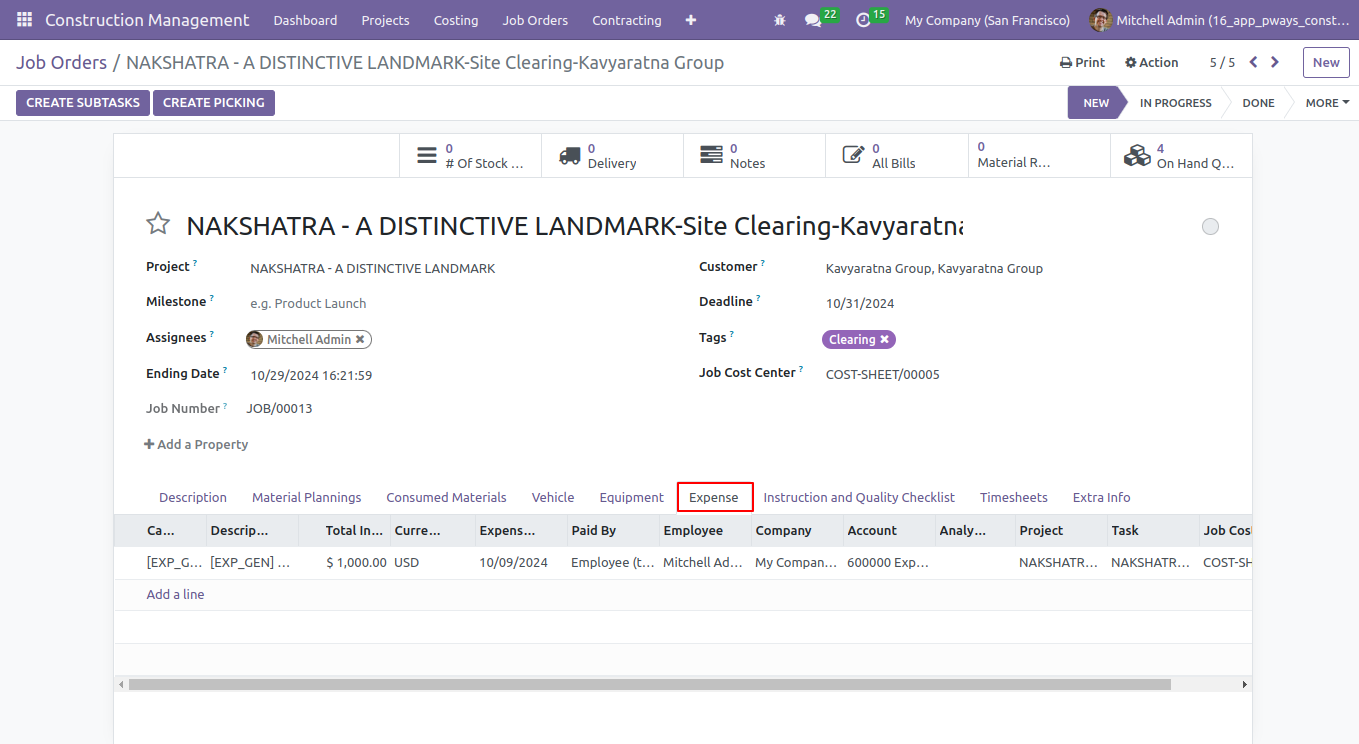 Construction Management Dashboard Projects Costing Job Orders Contracting 22 15 My Company (San Francisco) Mitchell Admin (16_app_pways_const...
Job Orders / NAKSHATRA - A DISTINCTIVE LANDMARK-Site Clearing-Kavyaratna Group Print Action 5 / 5 New
CREATE SUBTASKS CREATE PICKING NEW IN PROGRESS DONE MORE
0 0 0 0 0 4
# Of Stock ... Delivery Notes All Bills Material R... On Hand Q...
NAKSHATRA - A DISTINCTIVE LANDMARK-Site Clearing-Kavyaratna
Project ? NAKSHATRA - A DISTINCTIVE LANDMARK Customer ? Kavyaratna Group, Kavyaratna Group
Milestone ? e.g. Product Launch Deadline ? 10/31/2024
Assignees ? Mitchell Admin Tags ? Clearing
Ending Date ? 10/29/2024 16:21:59 Job Cost Center ? COST-SHEET/00005
Job Number ? JOB/00013
Add a Property
Description Material Plannings Consumed Materials Vehicle Equipment Expense Instruction and Quality Checklist Timesheets Extra Info
Ca... Descrip... Total In... Curre... Expens... Paid By Employee Company Account Analy... Project Task Job Cos
[EXP_G... [EXP_GEN] ... $ 1,000.00 USD 10/09/2024 Employee (t... Mitchell Ad... My Compan... 600000 Exp... NAKSHATR... NAKSHATR... COST-SH
Add a line